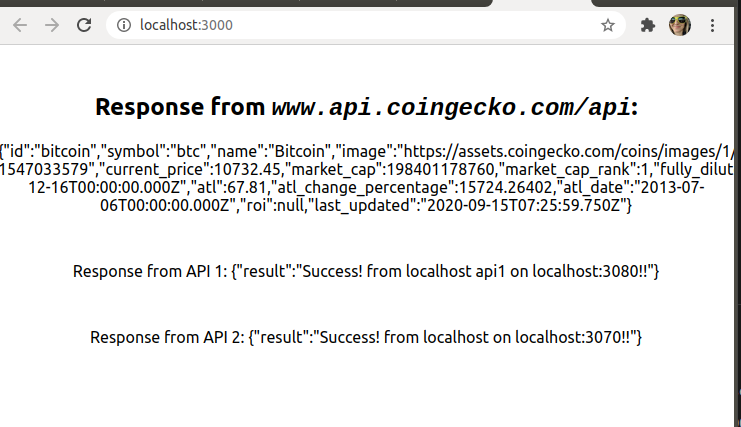 localhost:3000
Response from www.api.coingecko.com/api:
{"id":"bitcoin","symbol":"btc","name":"Bitcoin","image":"https://assets.coingecko.com/coins/images/1/
1547033579","current_price":10732.45,"market_cap":198401178760,"market_cap_rank":1,"fully_dilut
12-16T00:00:00.000Z","atl":67.81,"atl_change_percentage":15724.26402,"atl_date":"2013-07-
06T00:00:00.000Z","roi":null,"last_updated":"2020-09-15T07:25:59.750Z"}
Response from API 1: {"result":"Success! from localhost api1 on localhost:3080!!"}
Response from API 2: {"result":"Success! from localhost on localhost:3070!!"}